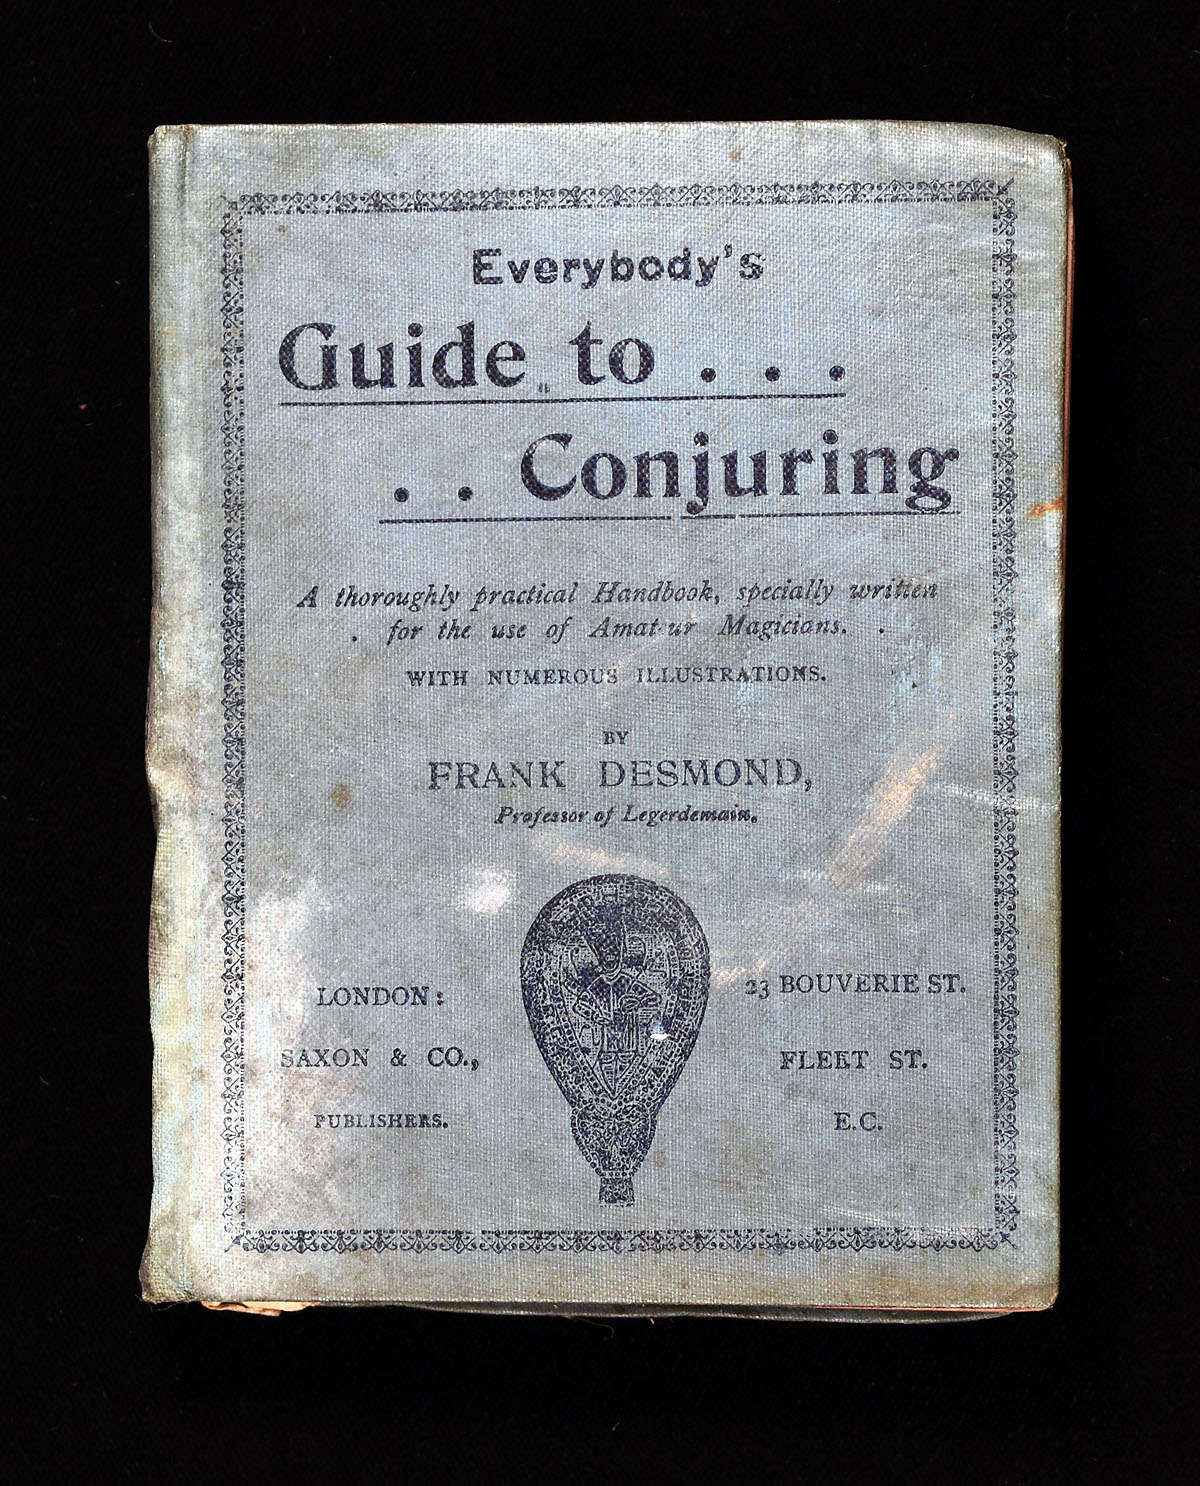 Everybody's
Guide to . . .
. . Conjuring
A thoroughly practical Handbook, specially written
. for the use of Amateur Magicians. .
WITH NUMEROUS ILLUSTRATIONS.
BY
FRANK DESMOND,
Professor of Legerdemain.
LONDON:
SAXON & CO.,
PUBLISHERS.
23 BOUVERIE ST.
FLEET ST.
E.C.